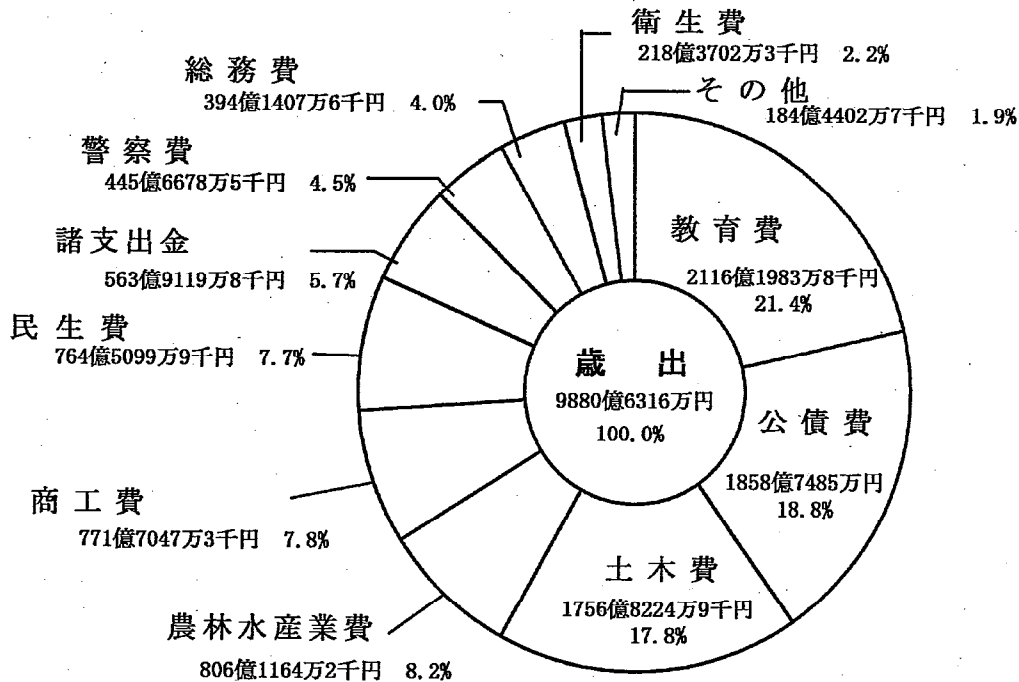 衛生費
218億3702万3千円 2.2%
その他
184億4402万7千円 1.9%
総務費
394億1407万6千円 4.0%
警察費
445億6678万5千円 4.5%
諸支出金
563億9119万8千円 5.7%
民生費
764億5099万9千円 7.7%
商工費
771億7047万3千円 7.8%
農林水産業費
806億1164万2千円 8.2%
土木費
1756億8224万9千円
17.8%
公債費
1858億7485万円
18.8%
教育費
2116億1983万8千円
21.4%
歳出
9880億6316万円
100.0%